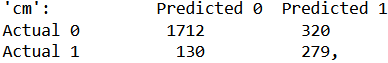 'cm': Predicted 0 Predicted 1
Actual 0 1712 320
Actual 1 130 279,